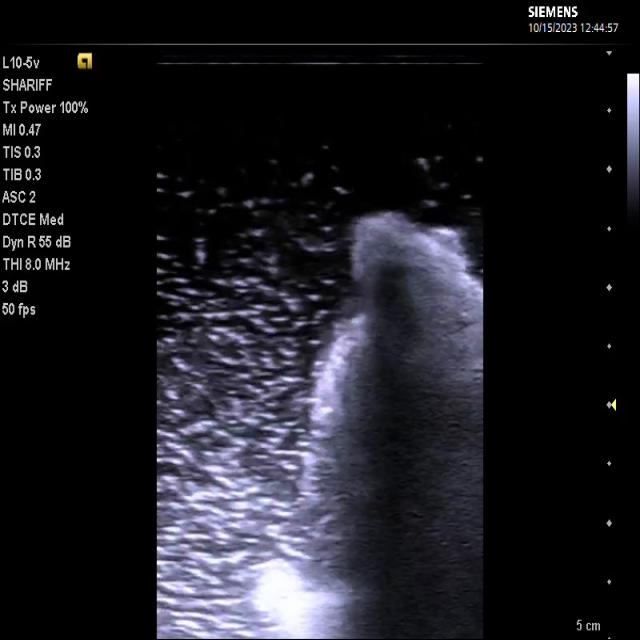 SIEMENS
10/15/2023 12:44:57
L10-5v
SHARIFF
Tx Power 100%
MI 0.47
TIS 0.3
TIB 0.3
ASC 2
DTCE Med
Dyn R 55 dB
THI 8.0 MHz
3 dB
50 fps
5 cm